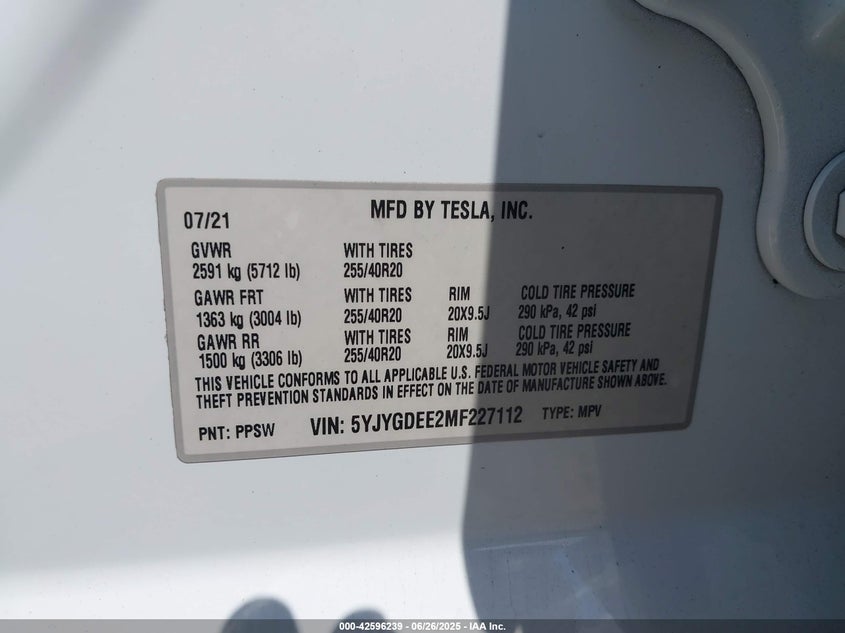 07/21 MFD BY TESLA, INC.
GVWR WITH TIRES
2591 kg (5712 lb) 255/40R20
GAWR FRT WITH TIRES RIM COLD TIRE PRESSURE
1363 kg (3004 lb) 255/40R20 20X9.5J 290 kPa, 42 psi
GAWR RR WITH TIRES RIM COLD TIRE PRESSURE
1500 kg (3306 lb) 255/40R20 20X9.5J 290 kPa, 42 psi
THIS VEHICLE CONFORMS TO ALL APPLICABLE U.S. FEDERAL MOTOR VEHICLE SAFETY AND
THEFT PREVENTION STANDARDS IN EFFECT ON THE DATE OF MANUFACTURE SHOWN ABOVE.
PNT: PPSW VIN: 5YJYGDEE2MF227112 TYPE: MPV
000-42596239 - 06/26/2025 - IAA Inc.